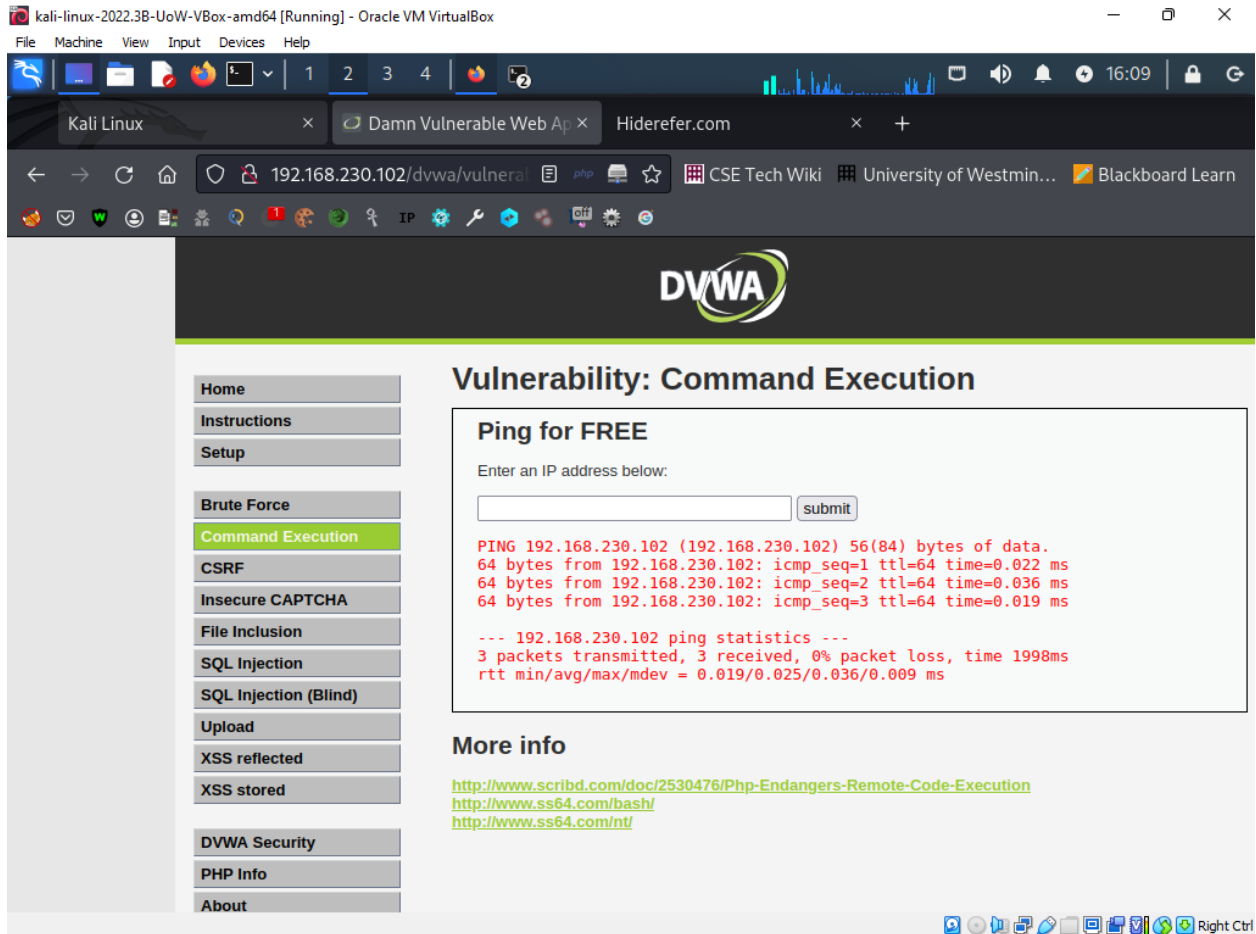 kali-linux-2022.3B-UoW-VBox-amd64 [Running] - Oracle VM VirtualBox
File Machine View Input Devices Help
1 2 3 4 2 16:09
Kali Linux × Damn Vulnerable Web Ap × Hiderefer.com × +
192.168.230.102/dvwa/vulnera php CSE Tech Wiki University of Westmin... Blackboard Learn
1 IP off
DVWA
Home
Instructions
Setup
Brute Force
Command Execution
CSRF
Insecure CAPTCHA
File Inclusion
SQL Injection
SQL Injection (Blind)
Upload
XSS reflected
XSS stored
DVWA Security
PHP Info
About
Vulnerability: Command Execution
Ping for FREE
Enter an IP address below:
submit
PING 192.168.230.102 (192.168.230.102) 56(84) bytes of data.
64 bytes from 192.168.230.102: icmp_seq=1 ttl=64 time=0.022 ms
64 bytes from 192.168.230.102: icmp_seq=2 ttl=64 time=0.036 ms
64 bytes from 192.168.230.102: icmp_seq=3 ttl=64 time=0.019 ms
--- 192.168.230.102 ping statistics ---
3 packets transmitted, 3 received, 0% packet loss, time 1998ms
rtt min/avg/max/mdev = 0.019/0.025/0.036/0.009 ms
More info
http://www.scribd.com/doc/2530476/Php-Endangers-Remote-Code-Execution
http://www.ss64.com/bash/
http://www.ss64.com/nt/
Right Ctrl